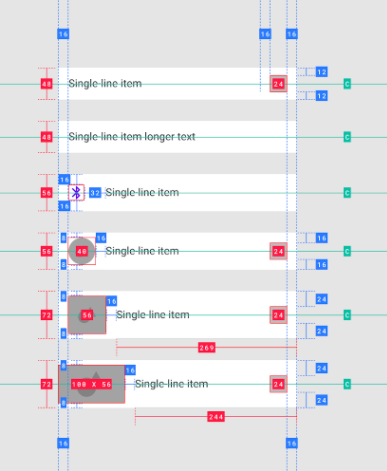 16 16 16
12
48 Single line item 24 C
12
48 Single line item longer text C
16
56 32 Single line item C
16
8 16 16
56 40 Single line item 24 C
8 16
8 16 24
72 56 Single line item 24 C
8 24
269
8 16 24
72 100 X 56 Single line item 24 C
8 24
244
16 16